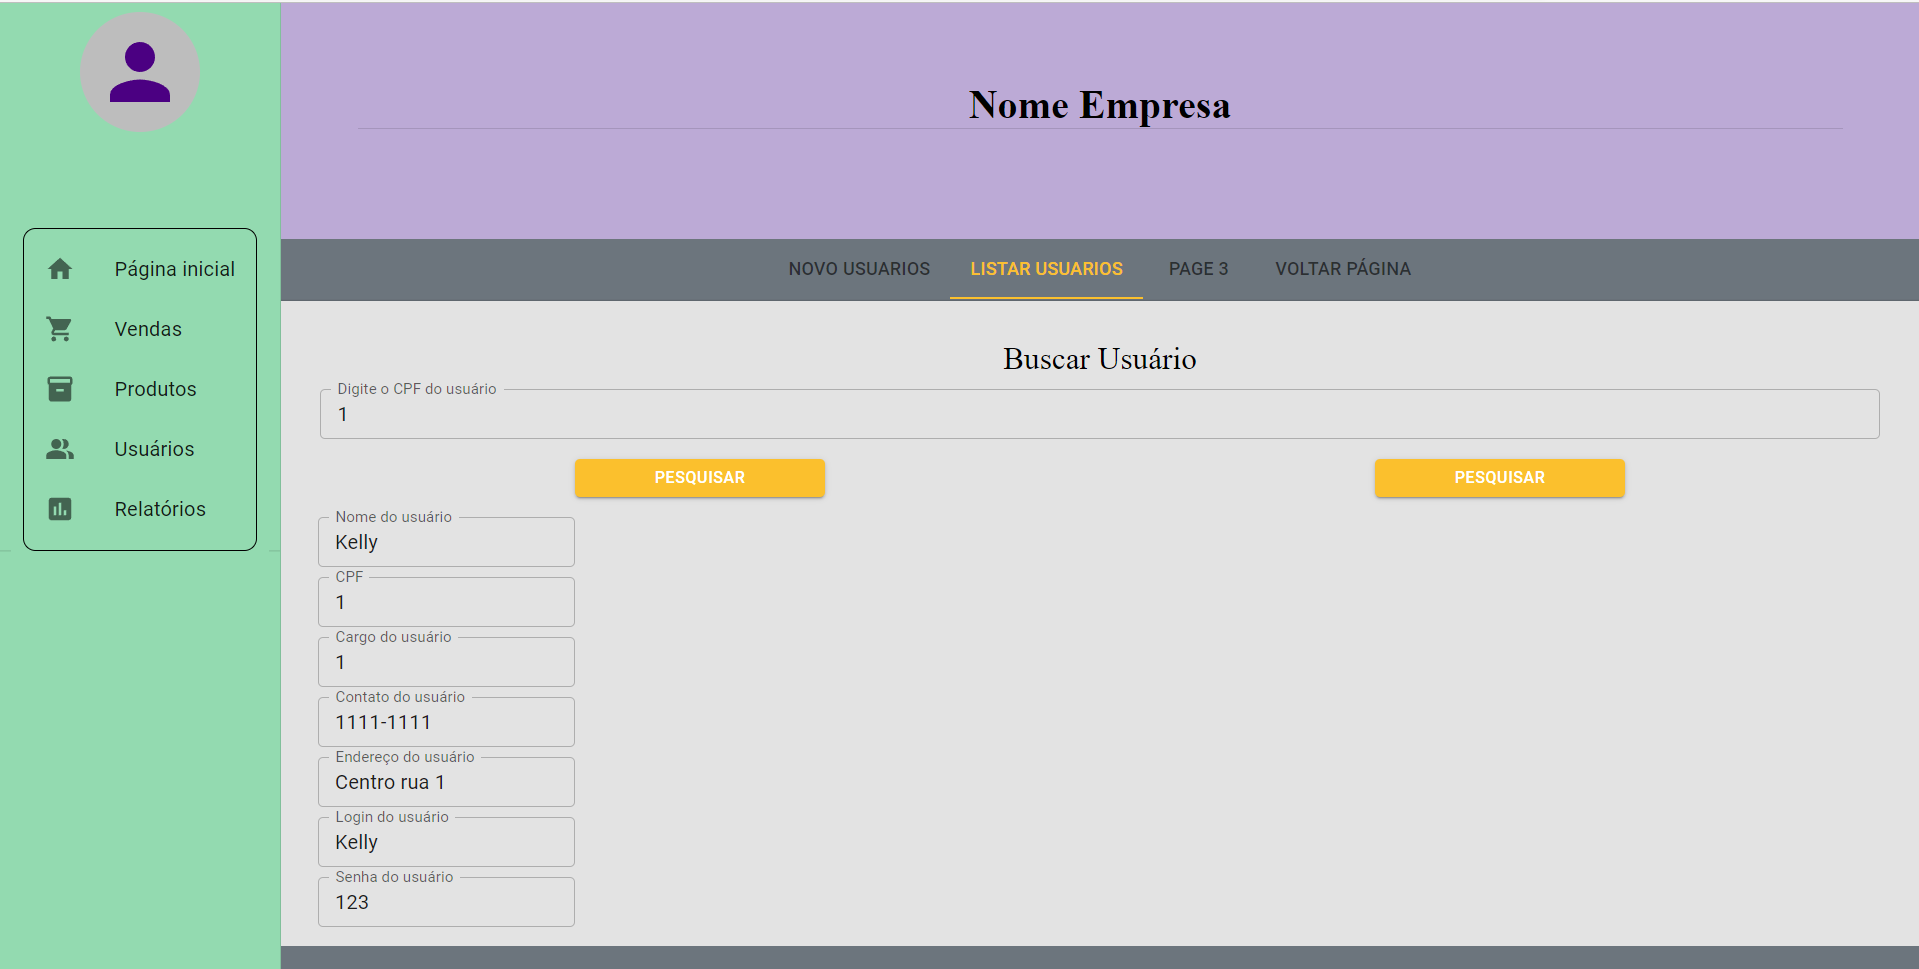 Nome Empresa
Página inicial
Vendas
Produtos
Usuários
Relatórios
NOVO USUARIOS
LISTAR USUARIOS
PAGE 3
VOLTAR PÁGINA
Buscar Usuário
Digite o CPF do usuário
1
PESQUISAR
PESQUISAR
Nome do usuário
Kelly
CPF
1
Cargo do usuário
1
Contato do usuário
1111-1111
Endereço do usuário
Centro rua 1
Login do usuário
Kelly
Senha do usuário
123